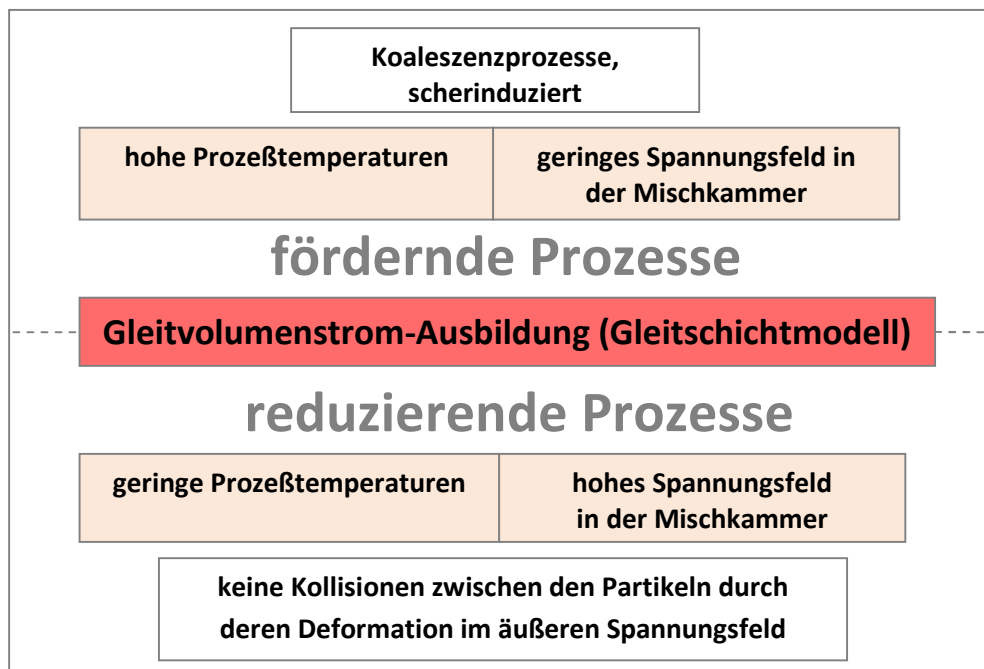 Koaleszenzprozesse,
scherinduziert
hohe Prozeßtemperaturen
geringes Spannungsfeld in
der Mischkammer
fördernde Prozesse
Gleitvolumenstrom-Ausbildung (Gleitschichtmodell)
reduzierende Prozesse
geringe Prozeßtemperaturen
hohes Spannungsfeld
in der Mischkammer
keine Kollisionen zwischen den Partikeln durch
deren Deformation im äußeren Spannungsfeld